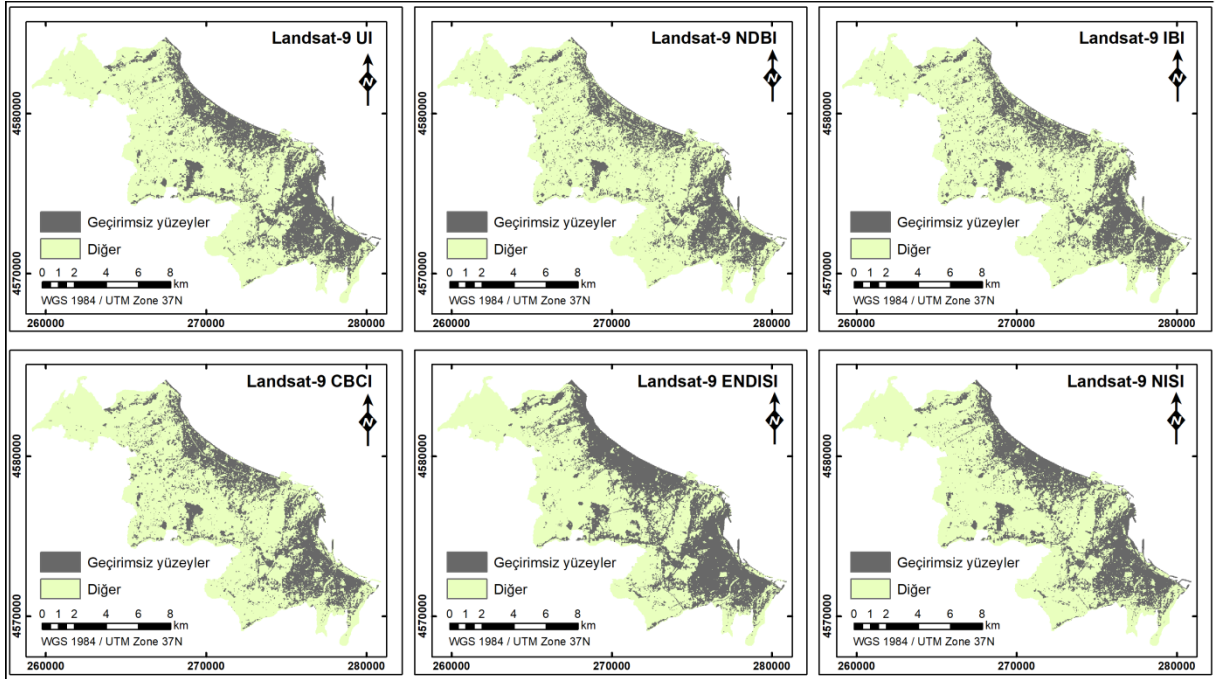 Landsat-9 UI
N
4580000
4570000
Geçirimsiz yüzeyler
Diğer
0 1 2 4 6 8
km
WGS 1984 / UTM Zone 37N
260000 270000 280000
Landsat-9 NDBI
N
4580000
4570000
Geçirimsiz yüzeyler
Diğer
0 1 2 4 6 8
km
WGS 1984 / UTM Zone 37N
260000 270000 280000
Landsat-9 IBI
N
4580000
4570000
Geçirimsiz yüzeyler
Diğer
0 1 2 4 6 8
km
WGS 1984 / UTM Zone 37N
260000 270000 280000
Landsat-9 CBCI
N
4580000
4570000
Geçirimsiz yüzeyler
Diğer
0 1 2 4 6 8
km
WGS 1984 / UTM Zone 37N
260000 270000 280000
Landsat-9 ENDISI
N
4580000
4570000
Geçirimsiz yüzeyler
Diğer
0 1 2 4 6 8
km
WGS 1984 / UTM Zone 37N
260000 270000 280000
Landsat-9 NISI
N
4580000
4570000
Geçirimsiz yüzeyler
Diğer
0 1 2 4 6 8
km
WGS 1984 / UTM Zone 37N
260000 270000 280000